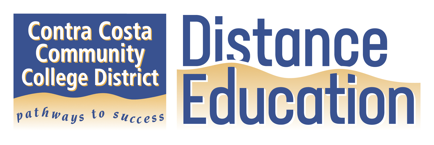 Contra Costa
Community
College District
pathways to success
Distance
Education